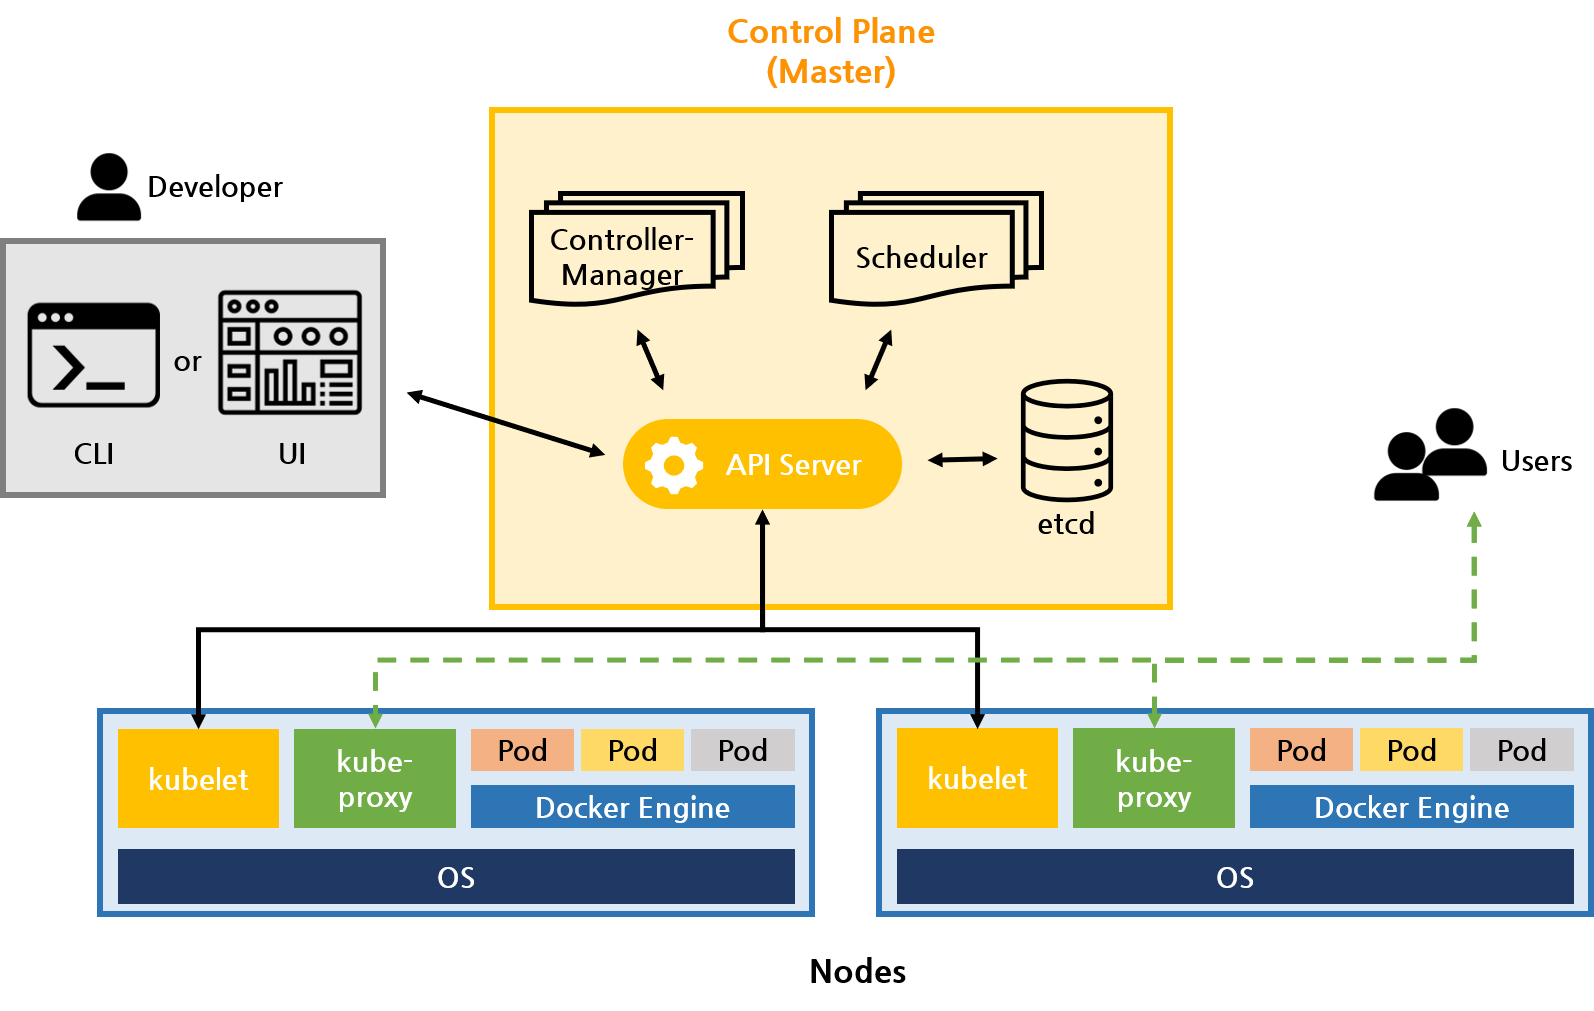 Control Plane
(Master)
Developer
Controller-
Manager
Scheduler
or
CLI
UI
API Server
etcd
Users
kubelet
kube-
proxy
Pod
Pod
Pod
Docker Engine
OS
kubelet
kube-
proxy
Pod
Pod
Pod
Docker Engine
OS
Nodes